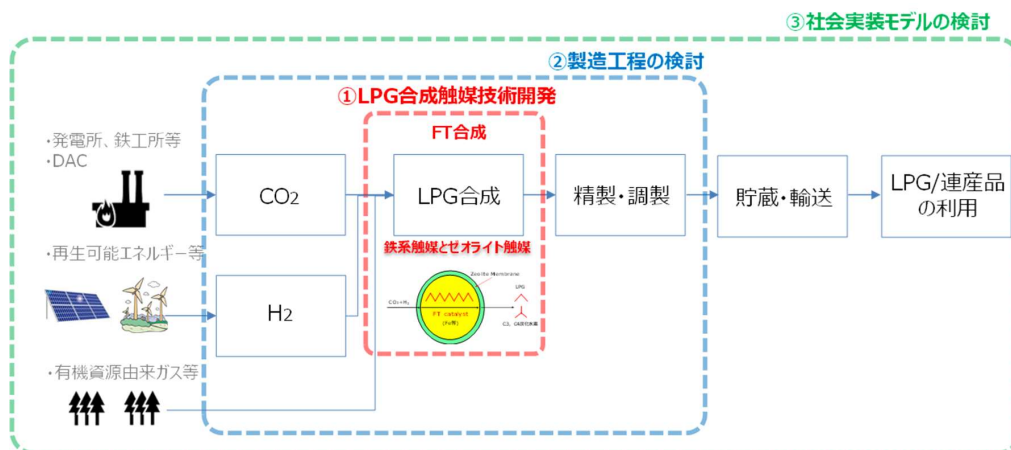 ③社会実装モデルの検討
②製造工程の検討
①LPG合成触媒技術開発
FT合成
・発電所、鉄工所等
・DAC
CO2
LPG合成
精製・調製
貯蔵・輸送
LPG/連産品
の利用
鉄系触媒とゼオライト触媒
・再生可能エネルギー等
H2
Zeolite Membrane
CO+H2
FT catalyst
(Fe等)
LPG
・有機資源由来ガス等